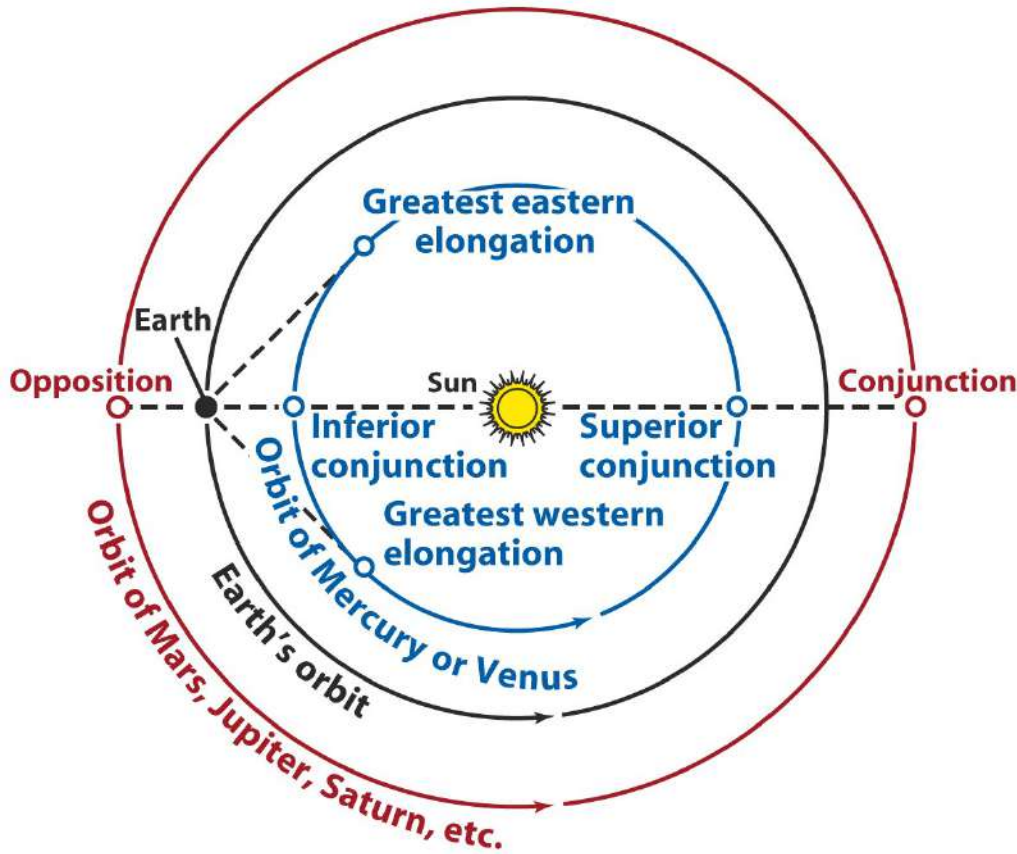 Greatest eastern
elongation
Earth
Opposition
Sun
Conjunction
Inferior
conjunction
Superior
conjunction
Greatest western
elongation
Orbit of Mercury or Venus
Earth's orbit
Orbit of Mars, Jupiter, Saturn, etc.